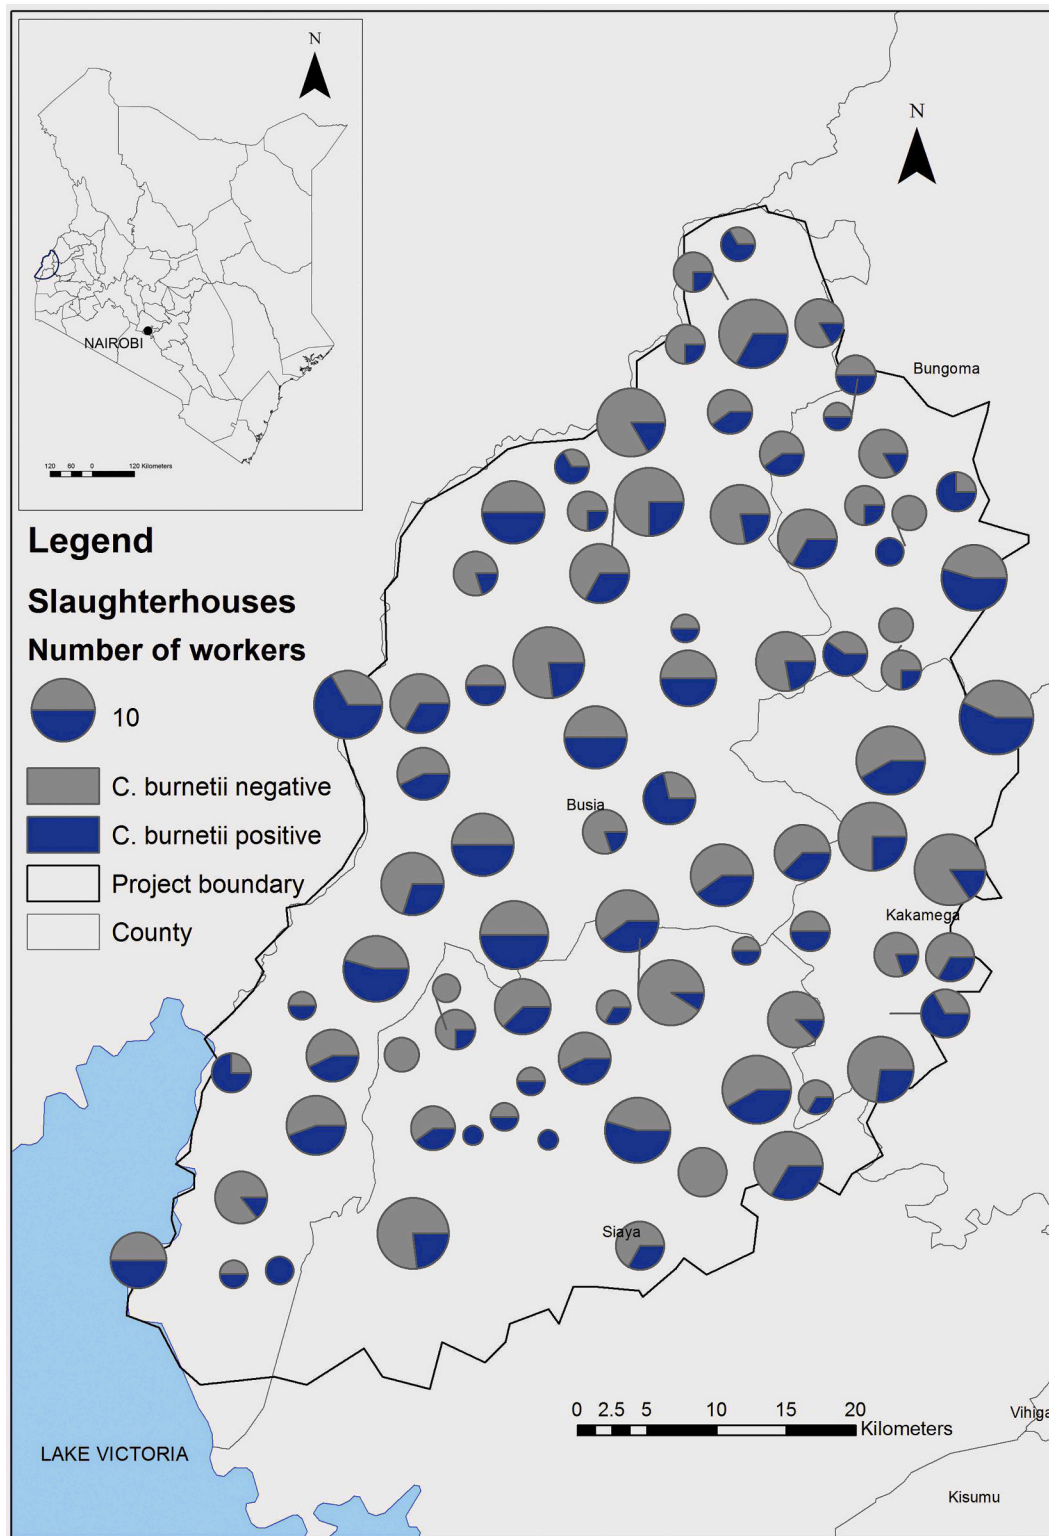 N
NAIROBI
120 60 0 120 Kilometers
N
Bungoma
Legend
Slaughterhouses
Number of workers
10
C. burnetii negative
C. burnetii positive
Project boundary
County
Busia
Kakamega
Siaya
0 2.5 5 10 15 20
Kilometers
LAKE VICTORIA
Vihiga
Kisumu